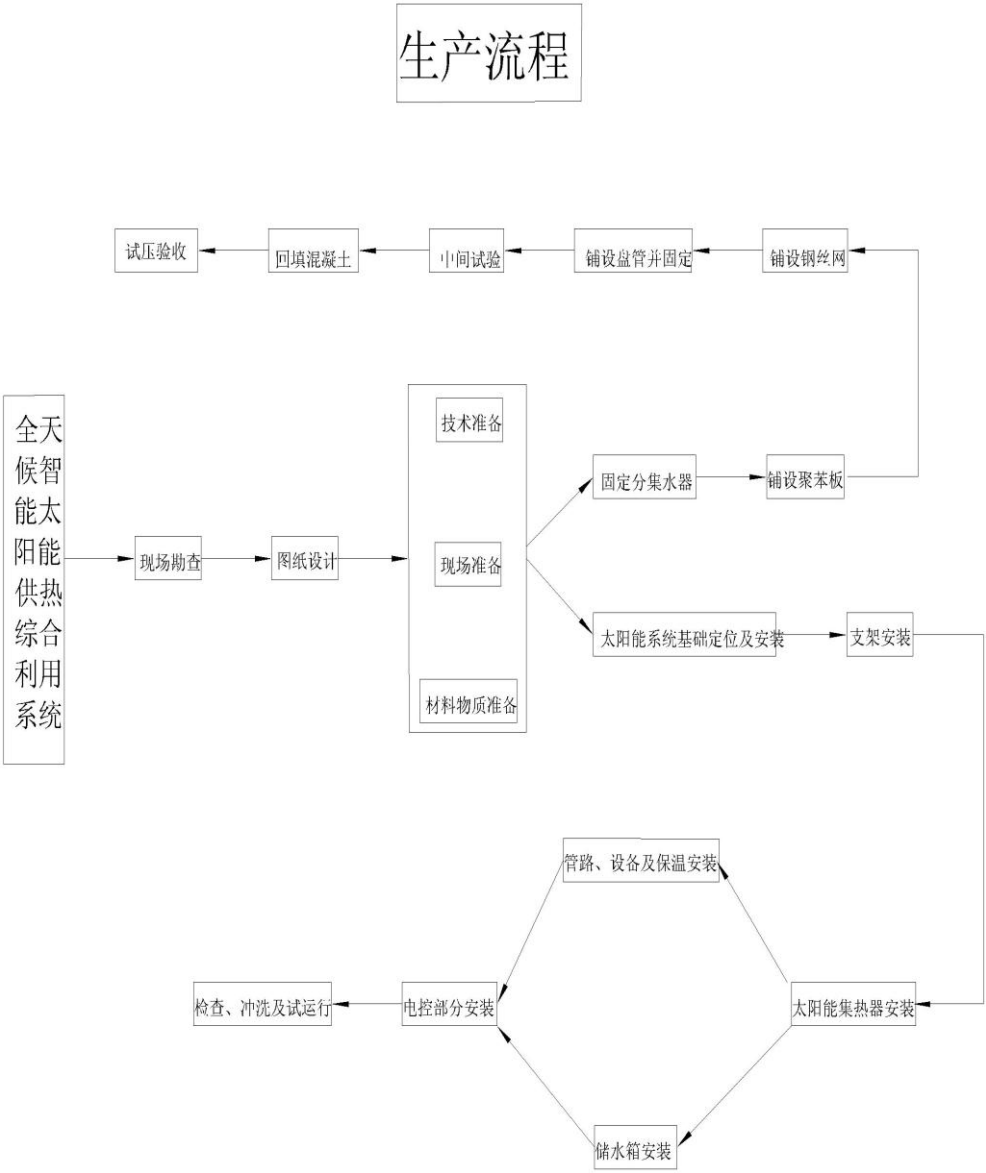 生产流程
试压验收
回填混凝土
中间试验
铺设盘管并固定
铺设钢丝网
全天
候智
能太
阳能
供热
综合
利用
系统
现场勘查
图纸设计
技术准备
现场准备
材料物质准备
固定分集水器
铺设聚苯板
太阳能系统基础定位及安装
支架安装
管路、设备及保温安装
检查、冲洗及试运行
电控部分安装
太阳能集热器安装
储水箱安装